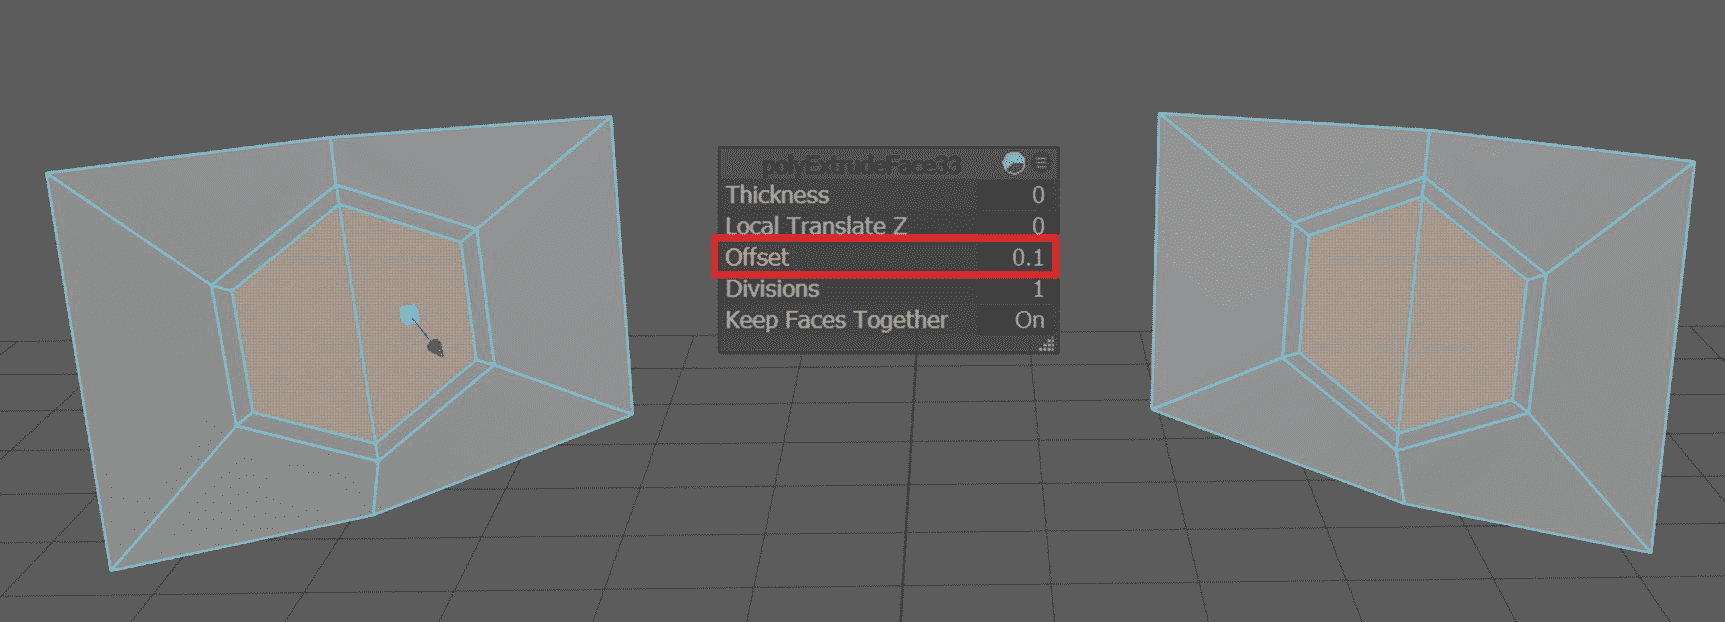 polyExtrudeFace33
Thickness 0
Local Translate Z 0
Offset 0.1
Divisions 1
Keep Faces Together On